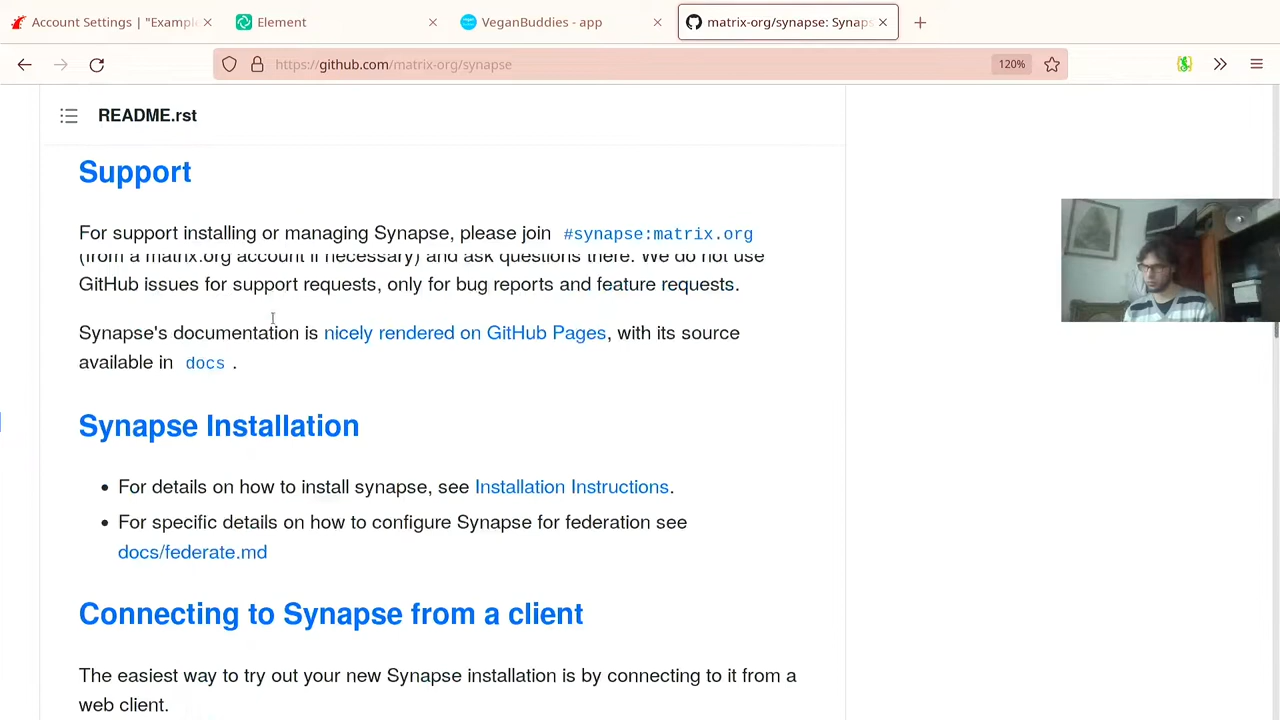 Account Settings | "Exampl
Element
VeganBuddies - app
matrix-org/synapse: Synaps
https://github.com/matrix-org/synapse
120%
README.rst
Support
For support installing or managing Synapse, please join #synapse:matrix.org
(from a matrix.org account if necessary) and ask questions there. We do not use
GitHub issues for support requests, only for bug reports and feature requests.
Synapse's documentation is nicely rendered on GitHub Pages, with its source
available in docs .
Synapse Installation
• For details on how to install synapse, see Installation Instructions.
• For specific details on how to configure Synapse for federation see
docs/federate.md
Connecting to Synapse from a client
The easiest way to try out your new Synapse installation is by connecting to it from a
web client.